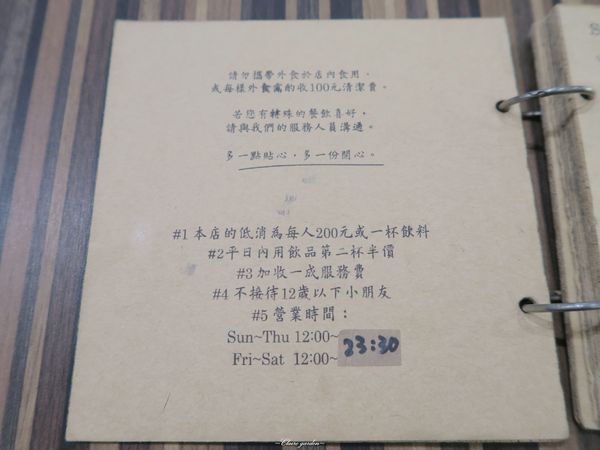 請勿攜帶外食於店內食用，
或每樣外食需酌收100元清潔費。
若您有特殊的餐飲喜好，
請與我們的服務人員溝通。
多一點貼心，多一份開心。
#1 本店的低消為每人200元或一杯飲料
#2平日內用飲品第二杯半價
#3 加收一成服務費
#4 不接待12歲以下小朋友
#5 營業時間：
Sun~Thu 12:00~
Fri~Sat 12:00~
23:30
~Choyce garden~